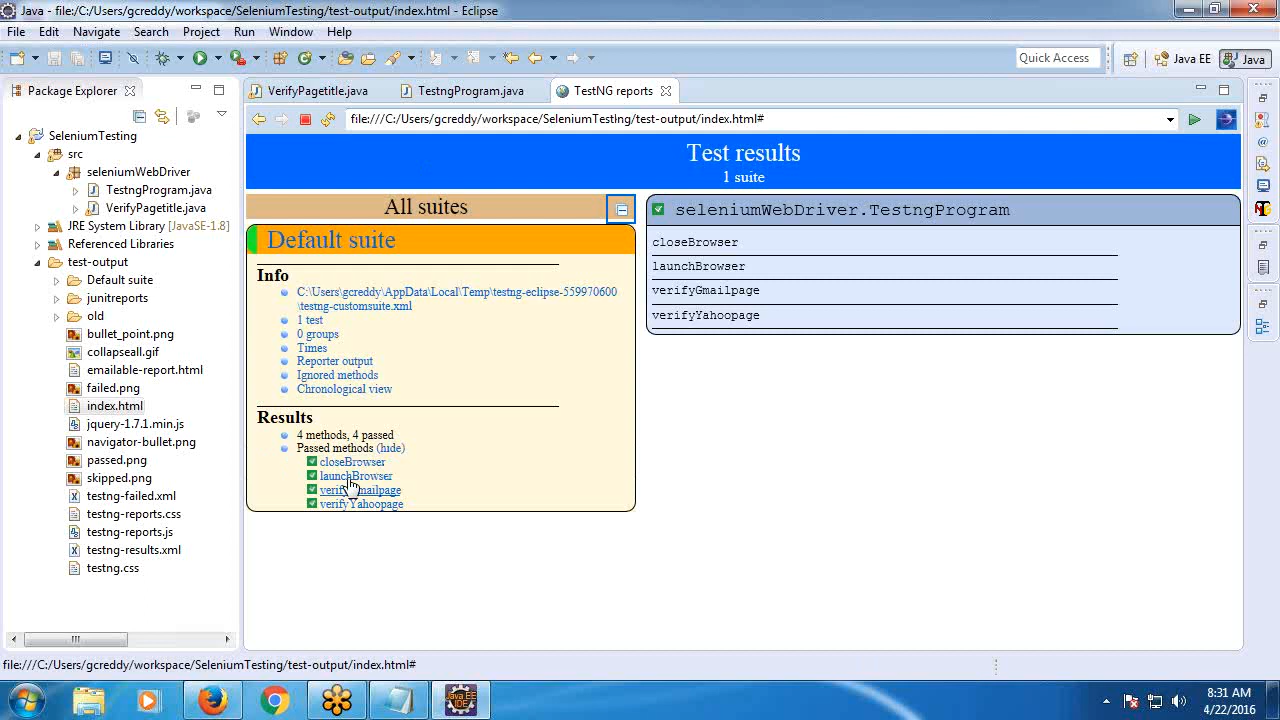 Java - file:/C:/Users/gcreddy/workspace/SeleniumTesting/test-output/index.html - Eclipse
File Edit Navigate Search Project Run Window Help
Quick Access Java EE Java
Package Explorer
VerifyPagetitle.java TestngProgram.java TestNG reports
file:///C:/Users/gcreddy/workspace/SeleniumTesting/test-output/index.html#
SeleniumTesting
src
seleniumWebDriver
TestngProgram.java
VerifyPagetitle.java
JRE System Library [JavaSE-1.8]
Referenced Libraries
test-output
Default suite
junitreports
old
bullet_point.png
collapseall.gif
emailable-report.html
failed.png
index.html
jquery-1.7.1.min.js
navigator-bullet.png
passed.png
skipped.png
testng-failed.xml
testng-reports.css
testng-reports.js
testng-results.xml
testng.css
Test results
1 suite
All suites
Default suite
Info
C:\Users\gcreddy\AppData\Local\Temp\testng-eclipse-559970600
\testng-customsuite.xml
1 test
0 groups
Times
Reporter output
Ignored methods
Chronological view
Results
4 methods, 4 passed
Passed methods (hide)
closeBrowser
launchBrowser
verifyGmailpage
verifyYahoopage
seleniumWebDriver.TestngProgram
closeBrowser
launchBrowser
verifyGmailpage
verifyYahoopage
file:///C:/Users/gcreddy/workspace/SeleniumTesting/test-output/index.html#
Java EE
IDE
8:31 AM
4/22/2016